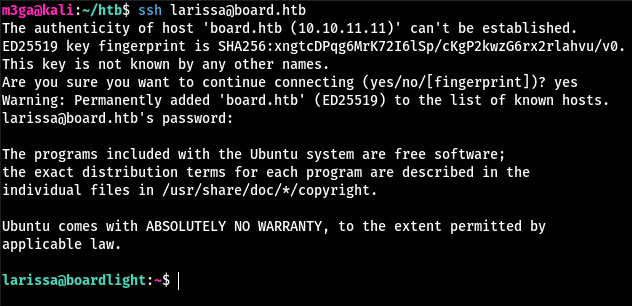 m3ga@kali:~/htb$ ssh larissa@board.htb
The authenticity of host 'board.htb (10.10.11.11)' can't be established.
ED25519 key fingerprint is SHA256:xngtcDPqg6MrK72I6lSp/cKgP2kwzG6rx2rlahvu/v0.
This key is not known by any other names.
Are you sure you want to continue connecting (yes/no/[fingerprint])? yes
Warning: Permanently added 'board.htb' (ED25519) to the list of known hosts.
larissa@board.htb's password:
The programs included with the Ubuntu system are free software;
the exact distribution terms for each program are described in the
individual files in /usr/share/doc/*/copyright.
Ubuntu comes with ABSOLUTELY NO WARRANTY, to the extent permitted by
applicable law.
larissa@boardlight:~$